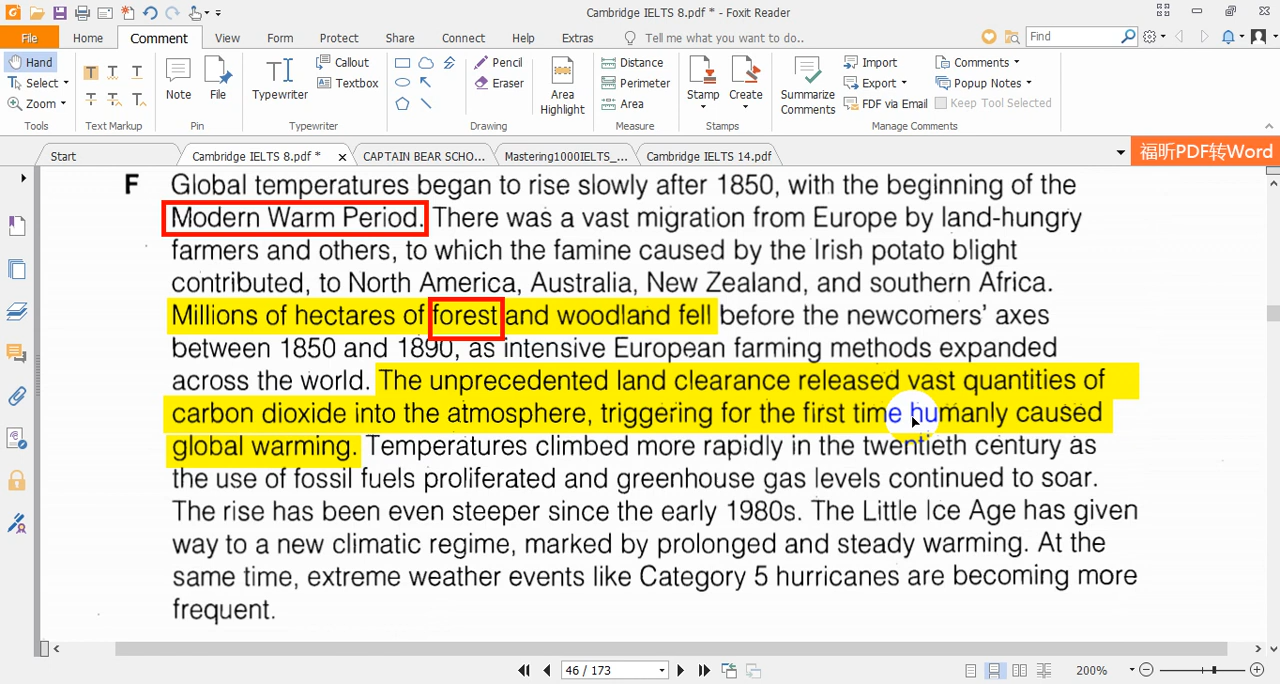 Cambridge IELTS 8.pdf * - Foxit Reader
File Home Comment View Form Protect Share Connect Help Extras Tell me what you want to do.. Find
Hand
Select
Zoom
Tools
T T T
T T T
Text Markup
Note
File
Pin
Typewriter
Callout
Textbox
Typewriter
Pencil
Eraser
Drawing
Area
Highlight
Distance
Perimeter
Area
Measure
Stamp
Create
Stamps
Summarize
Comments
Import
Export
FDF via Email
Comments
Popup Notes
Keep Tool Selected
Manage Comments
Start Cambridge IELTS 8.pdf * CAPTAIN BEAR SCHO... Mastering1000IELTS_... Cambridge IELTS 14.pdf 福昕PDF转Word
F Global temperatures began to rise slowly after 1850, with the beginning of the
Modern Warm Period. There was a vast migration from Europe by land-hungry
farmers and others, to which the famine caused by the Irish potato blight
contributed, to North America, Australia, New Zealand, and southern Africa.
Millions of hectares of forest and woodland fell before the newcomers' axes
between 1850 and 1890, as intensive European farming methods expanded
across the world. The unprecedented land clearance released vast quantities of
carbon dioxide into the atmosphere, triggering for the first time humanly caused
global warming. Temperatures climbed more rapidly in the twentieth century as
the use of fossil fuels proliferated and greenhouse gas levels continued to soar.
The rise has been even steeper since the early 1980s. The Little Ice Age has given
way to a new climatic regime, marked by prolonged and steady warming. At the
same time, extreme weather events like Category 5 hurricanes are becoming more
frequent.
46 / 173 200%